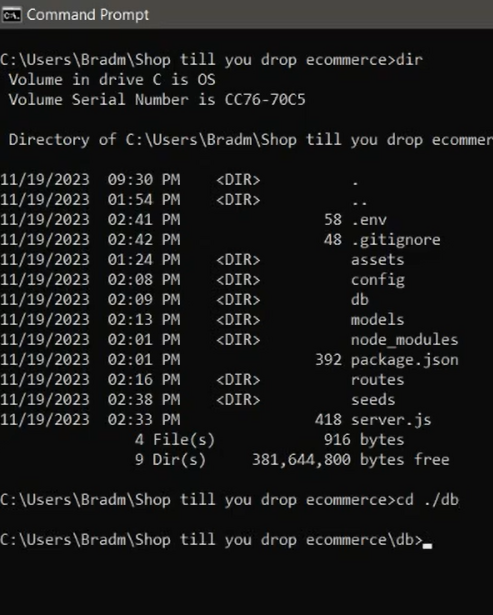 Command Prompt
C:\Users\Bradm\Shop till you drop ecommerce>dir
Volume in drive C is OS
Volume Serial Number is CC76-70C5
Directory of C:\Users\Bradm\Shop till you drop ecommer
11/19/2023 09:30 PM <DIR> .
11/19/2023 01:54 PM <DIR> ..
11/19/2023 02:41 PM 58 .env
11/19/2023 02:42 PM 48 .gitignore
11/19/2023 01:24 PM <DIR> assets
11/19/2023 02:08 PM <DIR> config
11/19/2023 02:09 PM <DIR> db
11/19/2023 02:13 PM <DIR> models
11/19/2023 02:01 PM <DIR> node_modules
11/19/2023 02:01 PM 392 package.json
11/19/2023 02:16 PM <DIR> routes
11/19/2023 02:38 PM <DIR> seeds
11/19/2023 02:33 PM 418 server.js
4 File(s) 916 bytes
9 Dir(s) 381,644,800 bytes free
C:\Users\Bradm\Shop till you drop ecommerce>cd ./db
C:\Users\Bradm\Shop till you drop ecommerce\db>